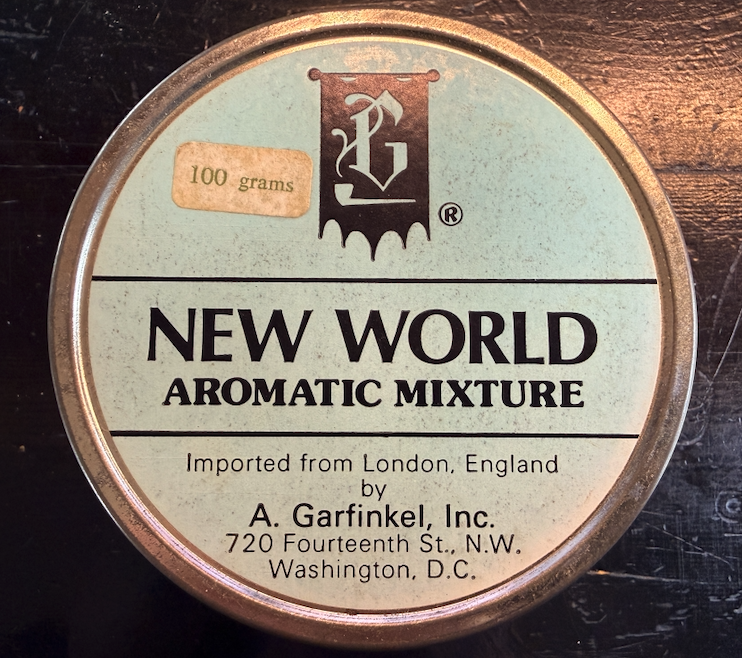 G
®
100 grams
NEW WORLD
AROMATIC MIXTURE
Imported from London, England
by
A. Garfinkel, Inc.
720 Fourteenth St., N.W.
Washington, D.C.